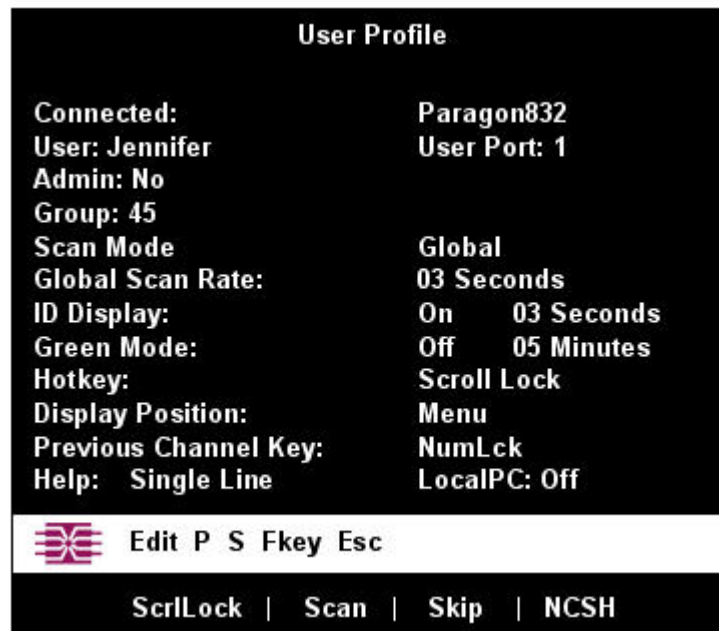 User Profile
Connected: Paragon832
User: Jennifer User Port: 1
Admin: No
Group: 45
Scan Mode Global
Global Scan Rate: 03 Seconds
ID Display: On 03 Seconds
Green Mode: Off 05 Minutes
Hotkey: Scroll Lock
Display Position: Menu
Previous Channel Key: NumLck
Help: Single Line LocalPC: Off
Edit P S Fkey Esc
ScrlLock | Scan | Skip | NCSH